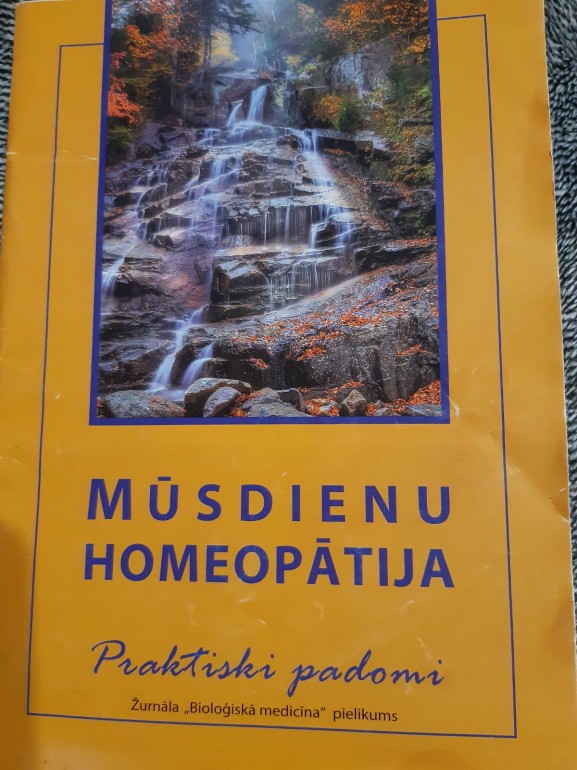 MŪSDIENU
HOMEOPĀTIJA
Praktiski padomi
Žurnāla „Bioloģiskā medicīna“ pielikums